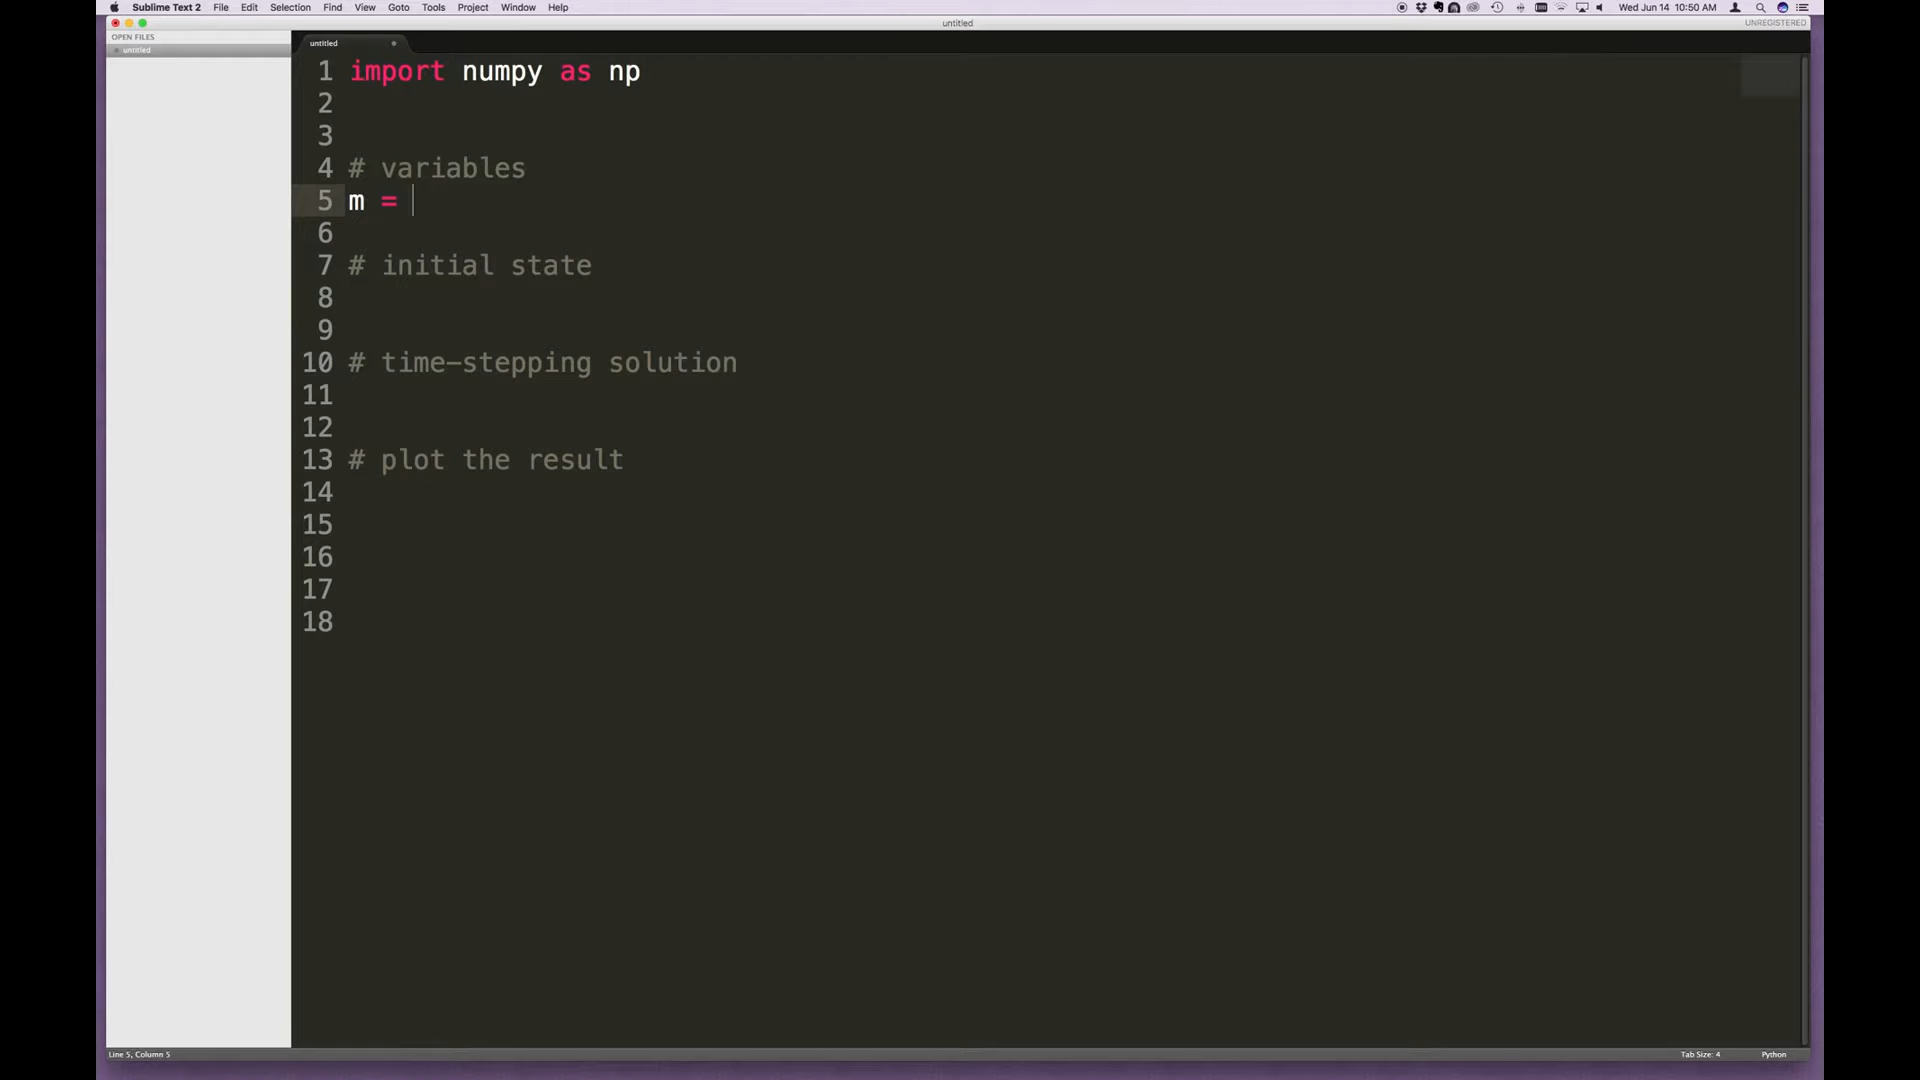 Sublime Text 2 File Edit Selection Find View Goto Tools Project Window Help Wed Jun 14 10:50 AM
untitled UNREGISTERED
OPEN FILES
untitled
untitled
1 import numpy as np
2
3
4 # variables
5 m =
6
7 # initial state
8
9
10 # time-stepping solution
11
12
13 # plot the result
14
15
16
17
18
Line 5, Column 5 Tab Size: 4 Python